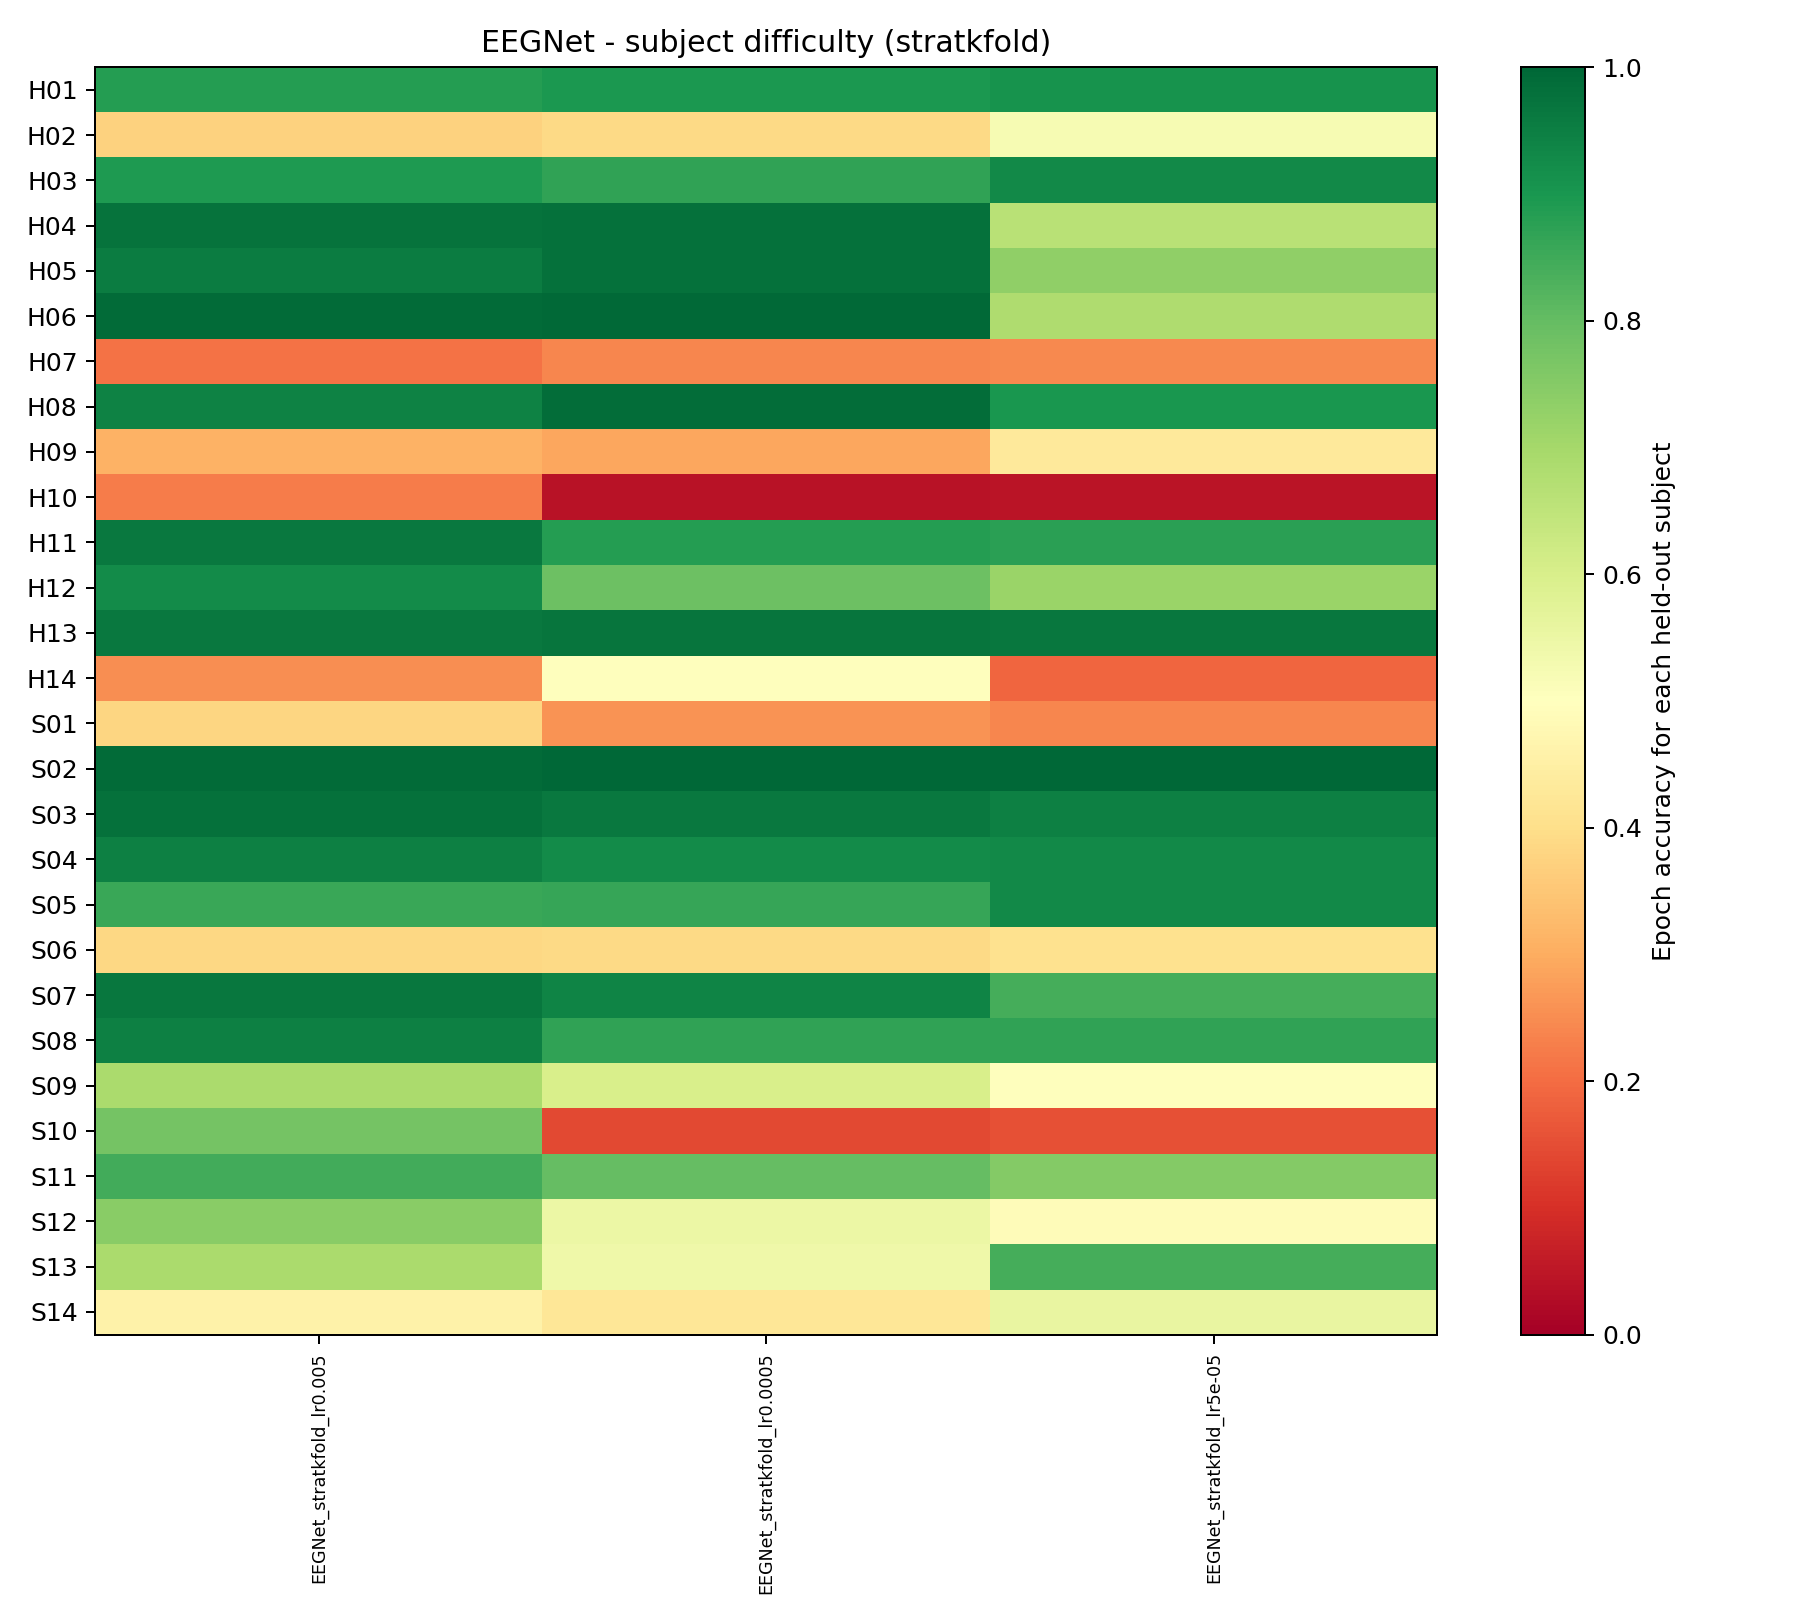 EEGNet - subject difficulty (stratkfold)
H01
H02
H03
H04
H05
H06
H07
H08
H09
H10
H11
H12
H13
H14
S01
S02
S03
S04
S05
S06
S07
S08
S09
S10
S11
S12
S13
S14
EEGNet_stratkfold_lr0.005
EEGNet_stratkfold_lr0.0005
EEGNet_stratkfold_lr5e-05
1.0
0.8
0.6
0.4
0.2
0.0
Epoch accuracy for each held-out subject